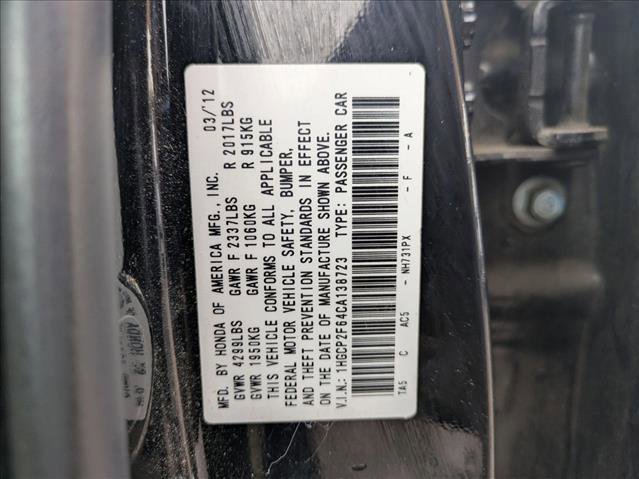 MFD. BY HONDA OF AMERICA MFG., INC. 03/'12
GVWR 4299LBS GAWR F 2337LBS R 2017LBS
GVWR 1950KG GAWR F 1060KG R 915KG
THIS VEHICLE CONFORMS TO ALL APPLICABLE
FEDERAL MOTOR VEHICLE SAFETY, BUMPER,
AND THEFT PREVENTION STANDARDS IN EFFECT
ON THE DATE OF MANUFACTURE SHOWN ABOVE.
V.I.N.: 1HGCP2F64CA138723 TYPE: PASSENGER CAR
TA5 C AC5 - NH731PX - F - A -